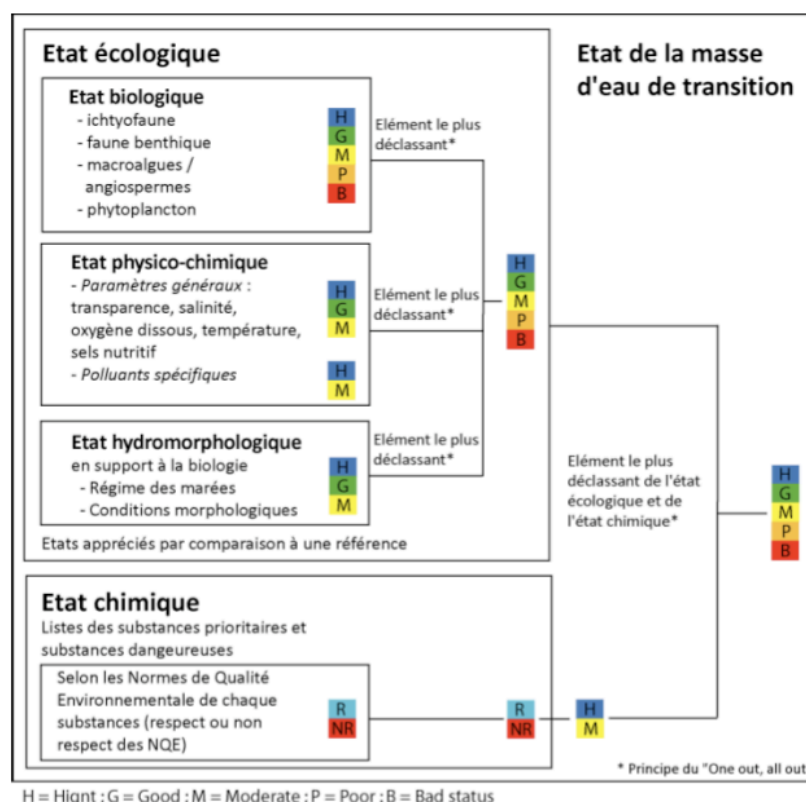 Etat écologique
Etat de la masse
d'eau de transition
Etat biologique
- ichtyofaune
- faune benthique
- macroalgues /
angiospermes
- phytoplancton
H
G
M
P
B
Elément le plus
déclassant*
Etat physico-chimique
- Paramètres généraux :
transparence, salinité,
oxygène dissous, température,
sels nutritif
- Polluants spécifiques
H
G
M
H
M
Elément le plus
déclassant*
H
G
M
P
B
Etat hydromorphologique
en support à la biologie
- Régime des marées
- Conditions morphologiques
H
G
M
Elément le plus
déclassant*
Etats appréciés par comparaison à une référence
Elément le plus
déclassant de l'état
écologique et de
l'état chimique*
H
G
M
P
B
Etat chimique
Listes des substances prioritaires et
substances dangeureuses
Selon les Normes de Qualité
Environnementale de chaque
substances (respect ou non
respect des NQE)
R
NR
R
NR
H
M
* Principe du "One out, all out
H = Hignt ; G = Good ; M = Moderate ; P = Poor ; B = Bad status